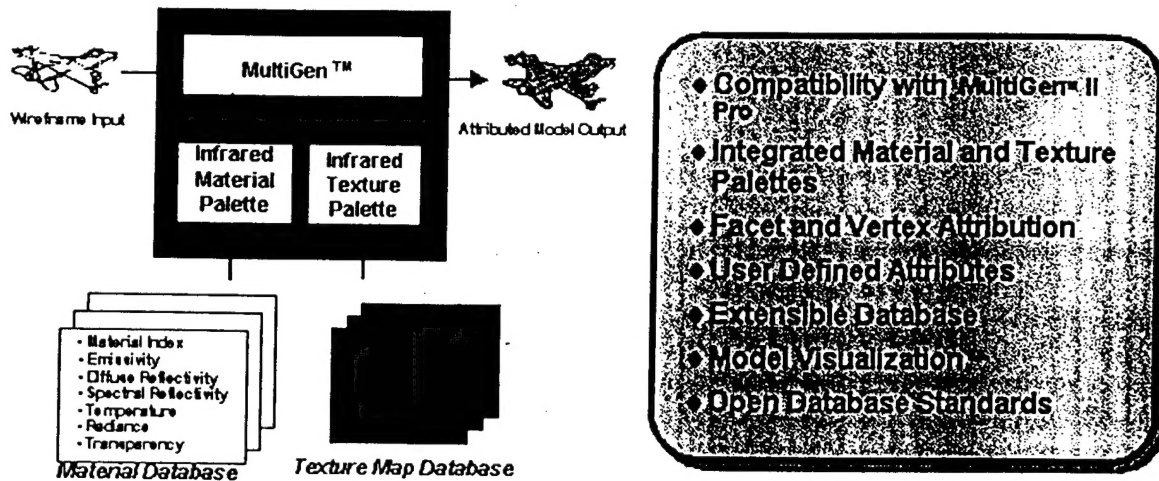 Wireframe Input
MultiGen™
Infrared
Material
Palette
Infrared
Texture
Palette
Attributed Model Output
• Material Index
• Emissivity
• Diffuse Reflectivity
• Spectral Reflectivity
• Temperature
• Radiance
• Transparency
Material Database
Texture Map Database
◆ Compatibility with MultiGen™ II
Pro
◆ Integrated Material and Texture
Palettes
◆ Facet and Vertex Attribution
◆ User Defined Attributes
◆ Extensible Database
◆ Model Visualization
◆ Open Database Standards